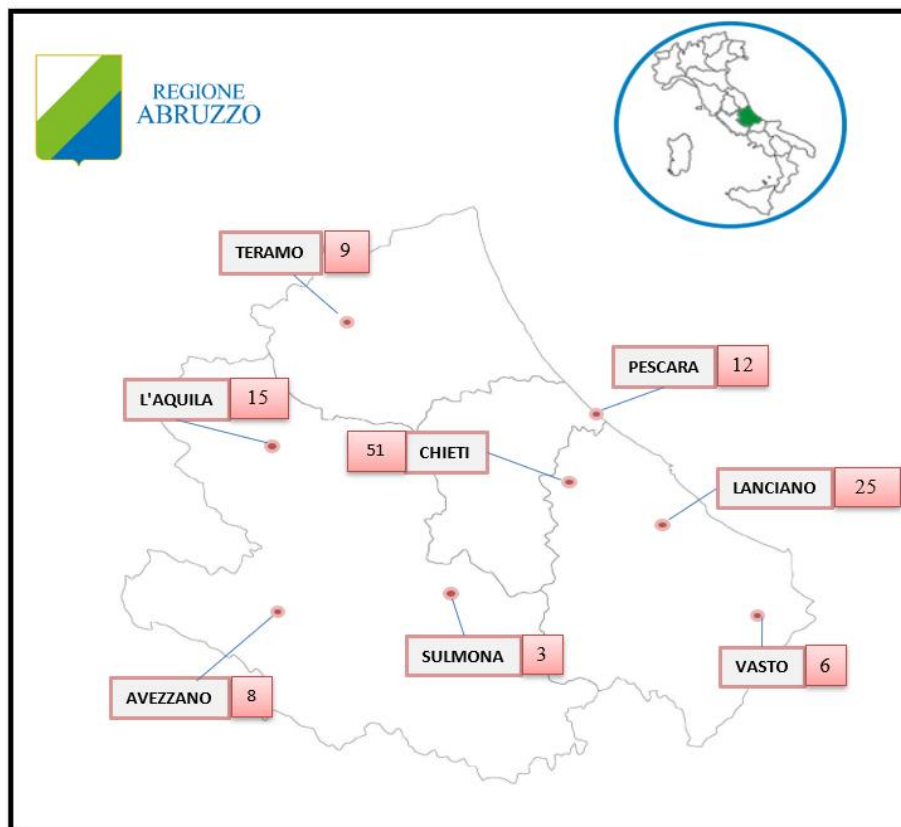 REGIONE
ABRUZZO
TERAMO 9
PESCARA 12
L'AQUILA 15
51 CHIETI
LANCIANO 25
SULMONA 3
VASTO 6
AVEZZANO 8